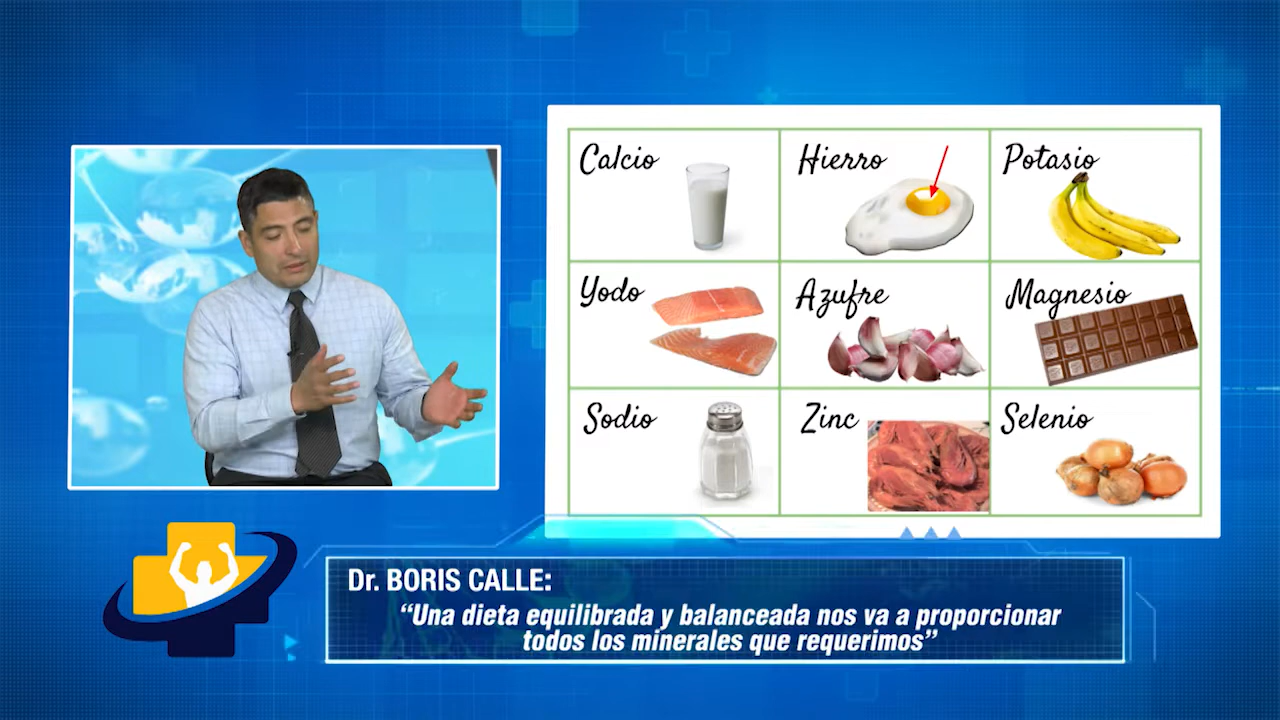 Calcio
Hierro
Potasio
Yodo
Azufre
Magnesio
Sodio
Zinc
Selenio
Dr. BORIS CALLE:
“Una dieta equilibrada y balanceada nos va a proporcionar
todos los minerales que requerimos”